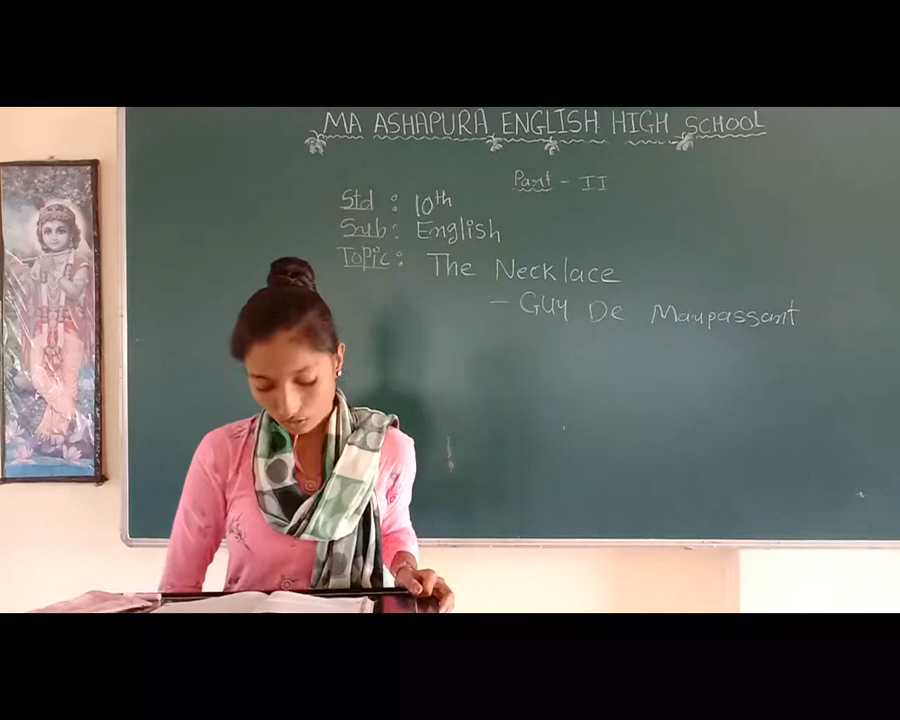 MA ASHAPURA ENGLISH HIGH SCHOOL
Part - II
Std : 10th
Sub : English
Topic : The Necklace
- Guy De Maupassant